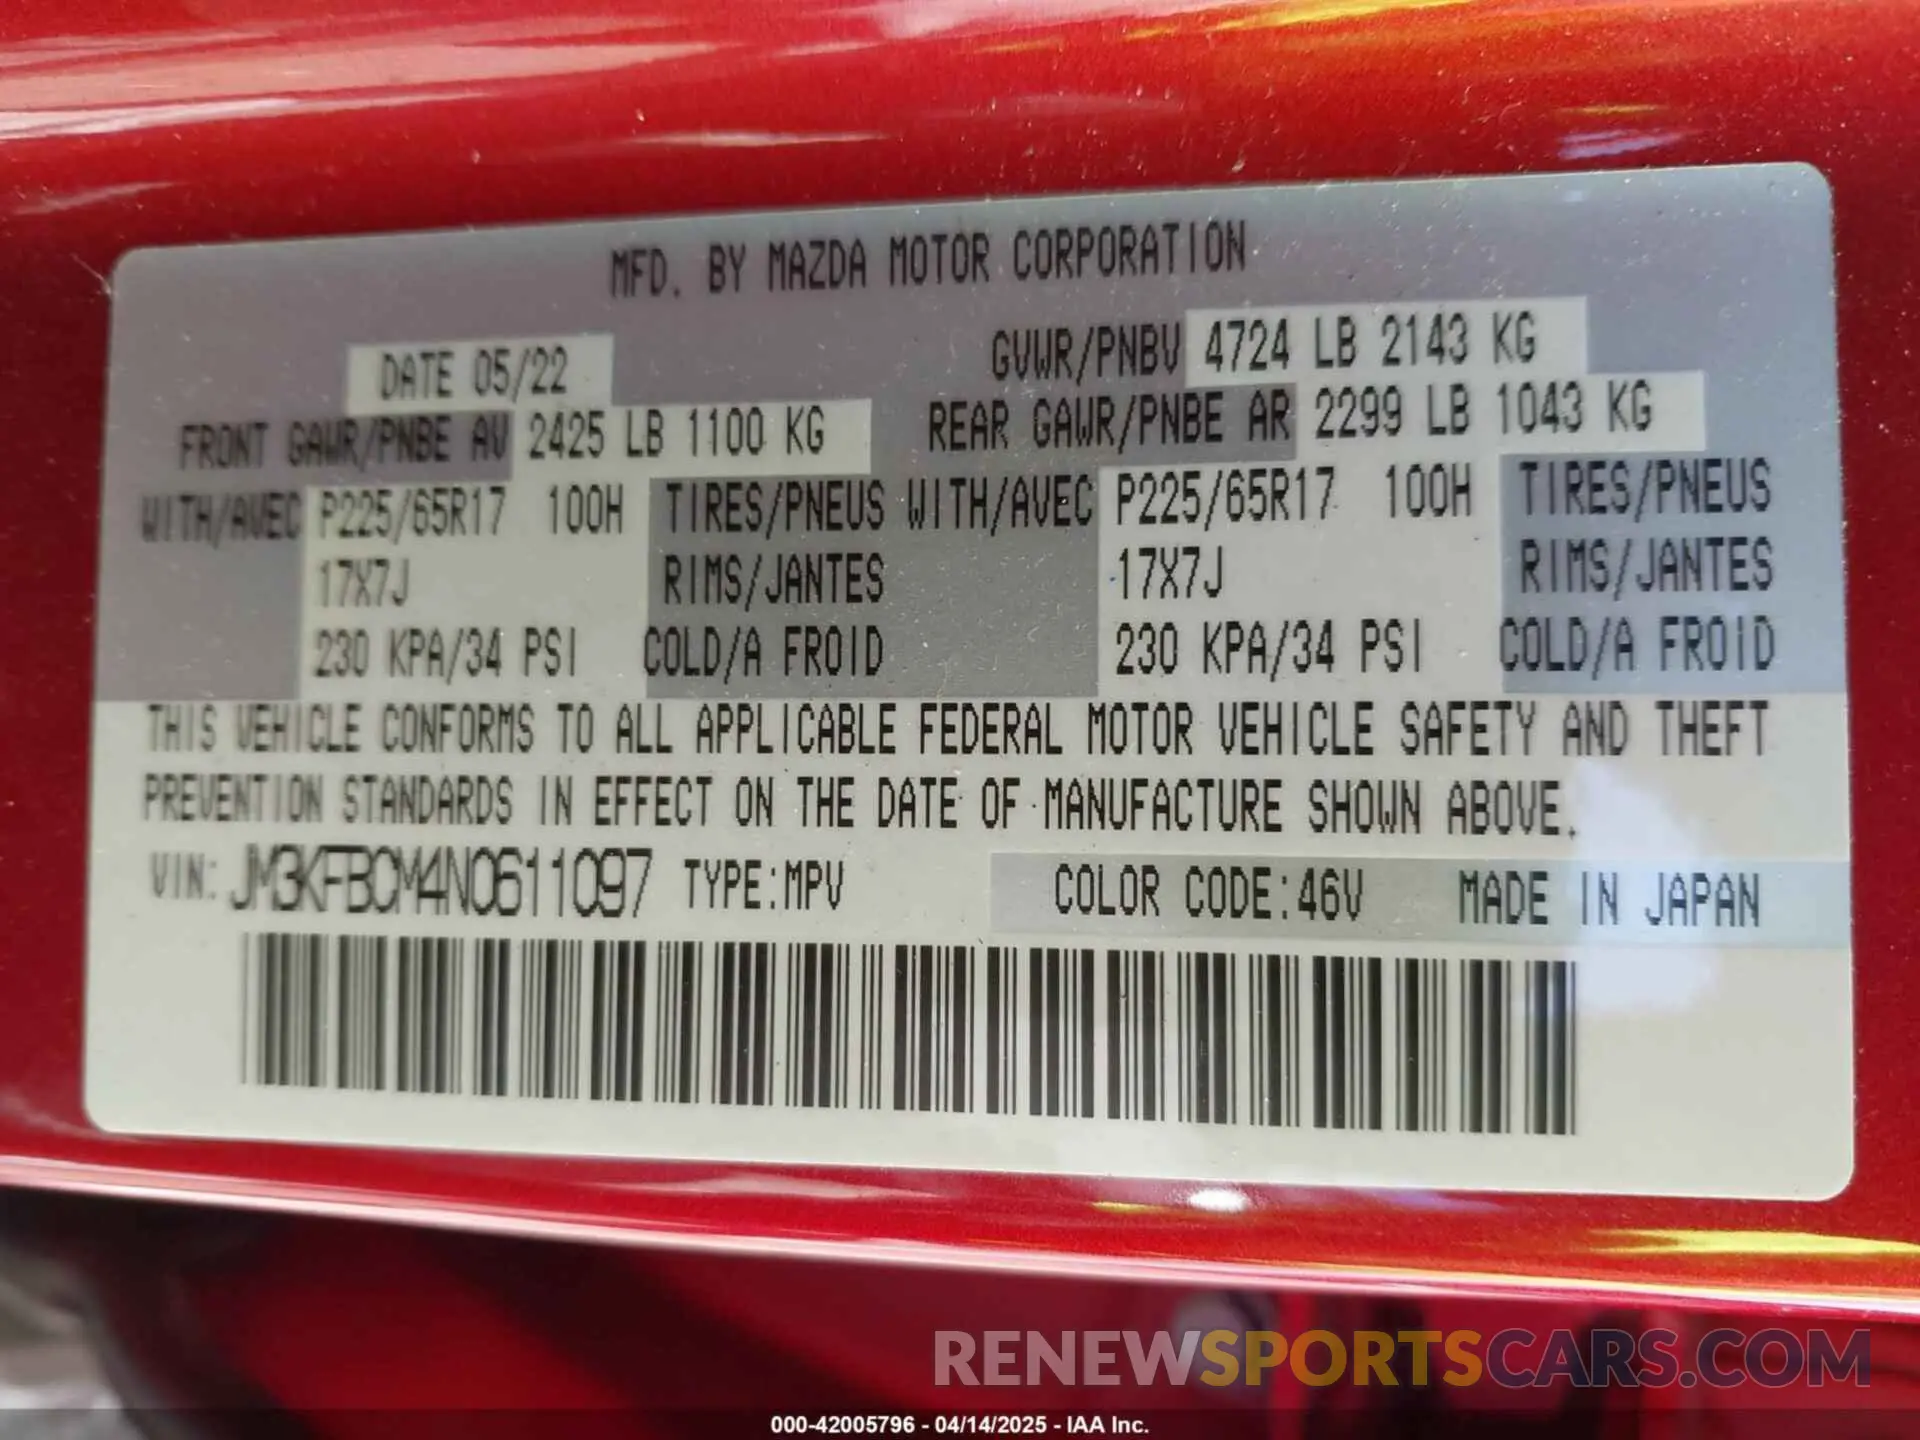 MFD. BY MAZDA MOTOR CORPORATION
DATE 05/22 GVWR/PNBV 4724 LB 2143 KG
FRONT GAWR/PNBE AV 2425 LB 1100 KG REAR GAWR/PNBE AR 2299 LB 1043 KG
WITH/AVEC P225/65R17 100H TIRES/PNEUS WITH/AVEC P225/65R17 100H TIRES/PNEUS
17X7J RIMS/JANTES 17X7J RIMS/JANTES
230 KPA/34 PSI COLD/A FROID 230 KPA/34 PSI COLD/A FROID
THIS VEHICLE CONFORMS TO ALL APPLICABLE FEDERAL MOTOR VEHICLE SAFETY AND THEFT
PREVENTION STANDARDS IN EFFECT ON THE DATE OF MANUFACTURE SHOWN ABOVE.
VIN: JM3KFBCM4N0611097 TYPE:MPV COLOR CODE:46V MADE IN JAPAN
RENEWSPORTSCARS.COM
000-42005796 - 04/14/2025 - IAA Inc.